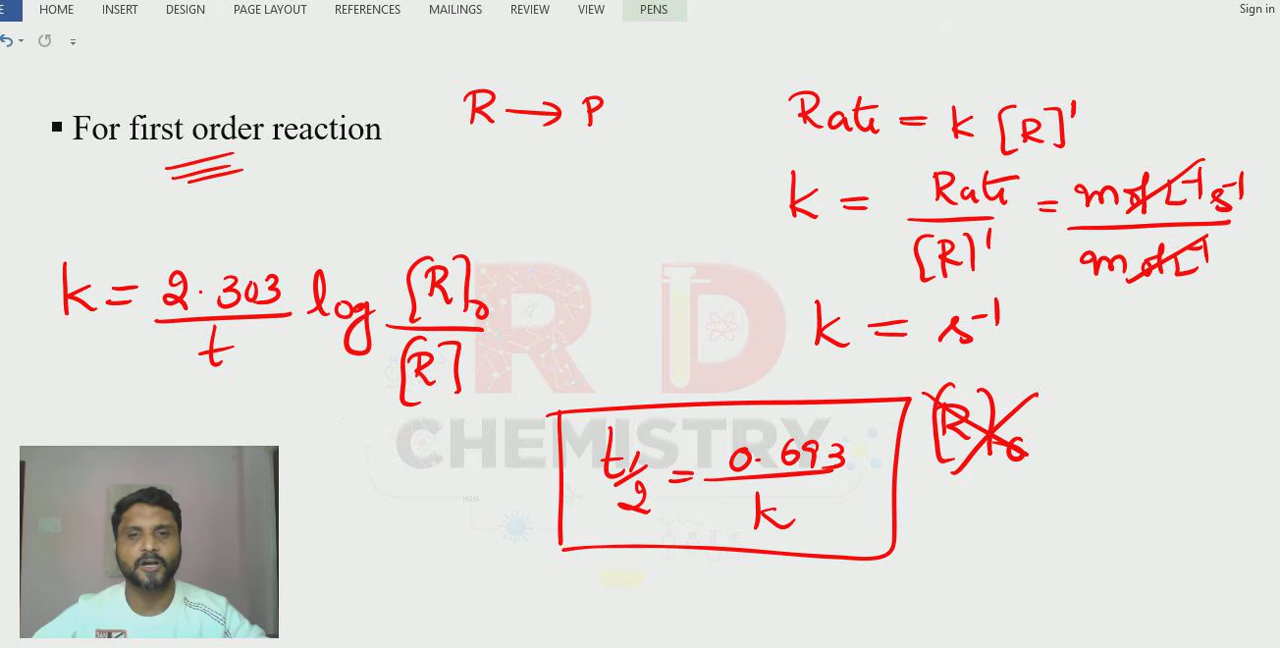 HOME INSERT DESIGN PAGE LAYOUT REFERENCES MAILINGS REVIEW VIEW PENS Sign in
▪ For first order reaction
R → P
Rate = k [R]¹
k = Rate / [R]¹ = mol L⁻¹ s⁻¹ / mol L⁻¹
k = s⁻¹
k = 2.303 / t log [R]₀ / [R]
[R]₀
t½ = 0.693 / k
RD
CHEMISTRY
H2O